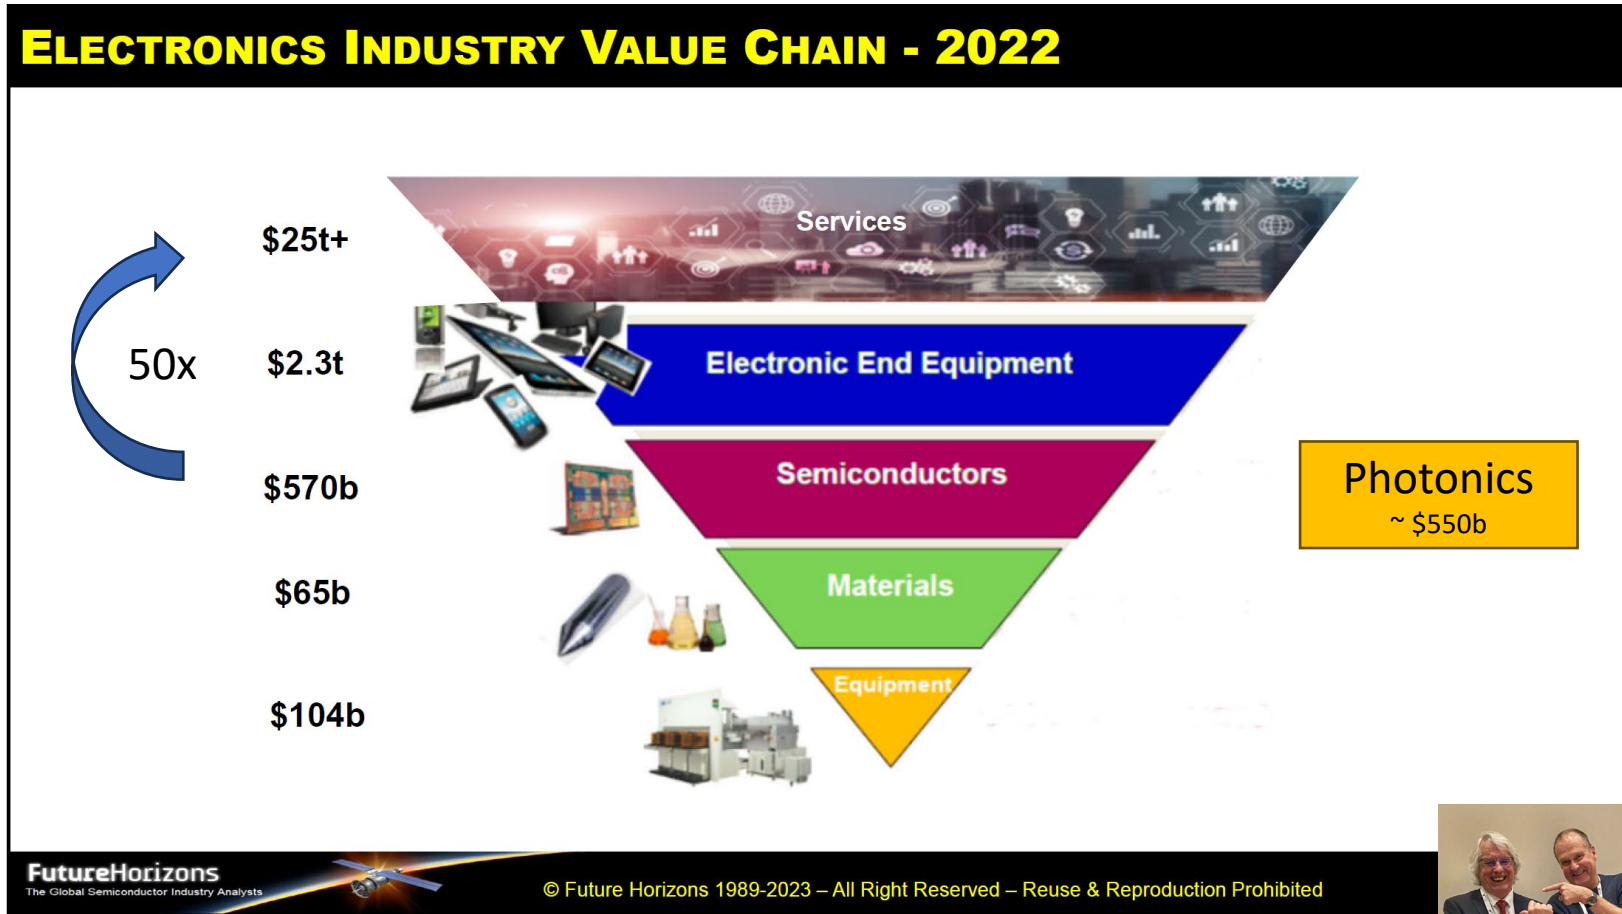 ELECTRONICS INDUSTRY VALUE CHAIN - 2022
$25t+
Services
50x
$2.3t
Electronic End Equipment
$570b
Semiconductors
Photonics
~ $550b
$65b
Materials
$104b
Equipment
FutureHorizons
The Global Semiconductor Industry Analysts
© Future Horizons 1989-2023 – All Right Reserved – Reuse & Reproduction Prohibited